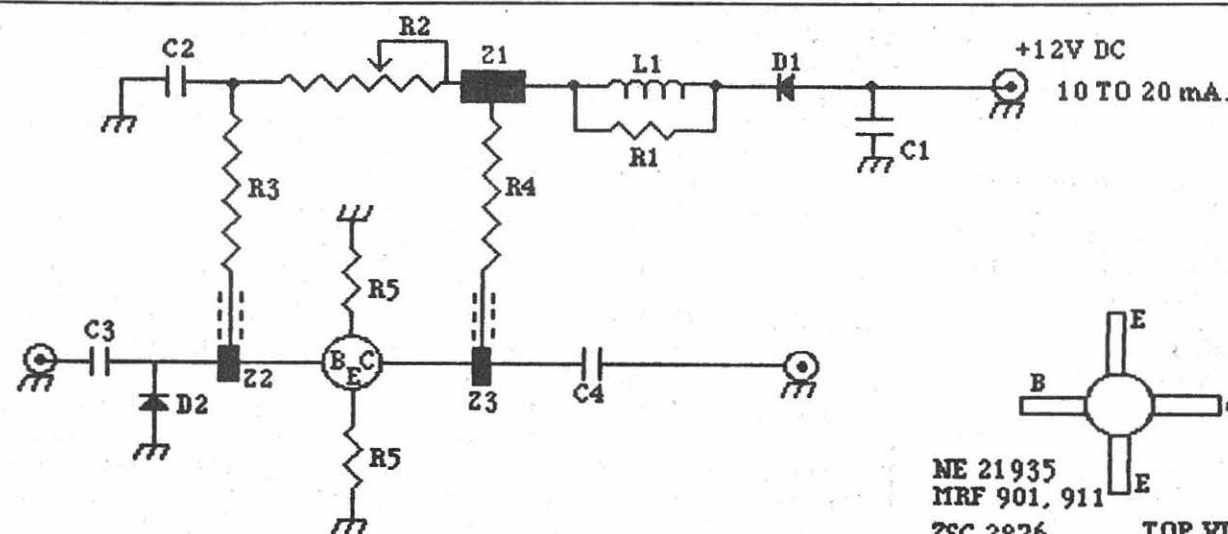 R2
C2
Z1
L1
D1
+12V DC
10 TO 20 mA.
R1
C1
R3
R4
R5
C3
Z2
B C
E
Z3
C4
D2
R5
E
B
E
NE 21935
MRF 901, 911
TOP